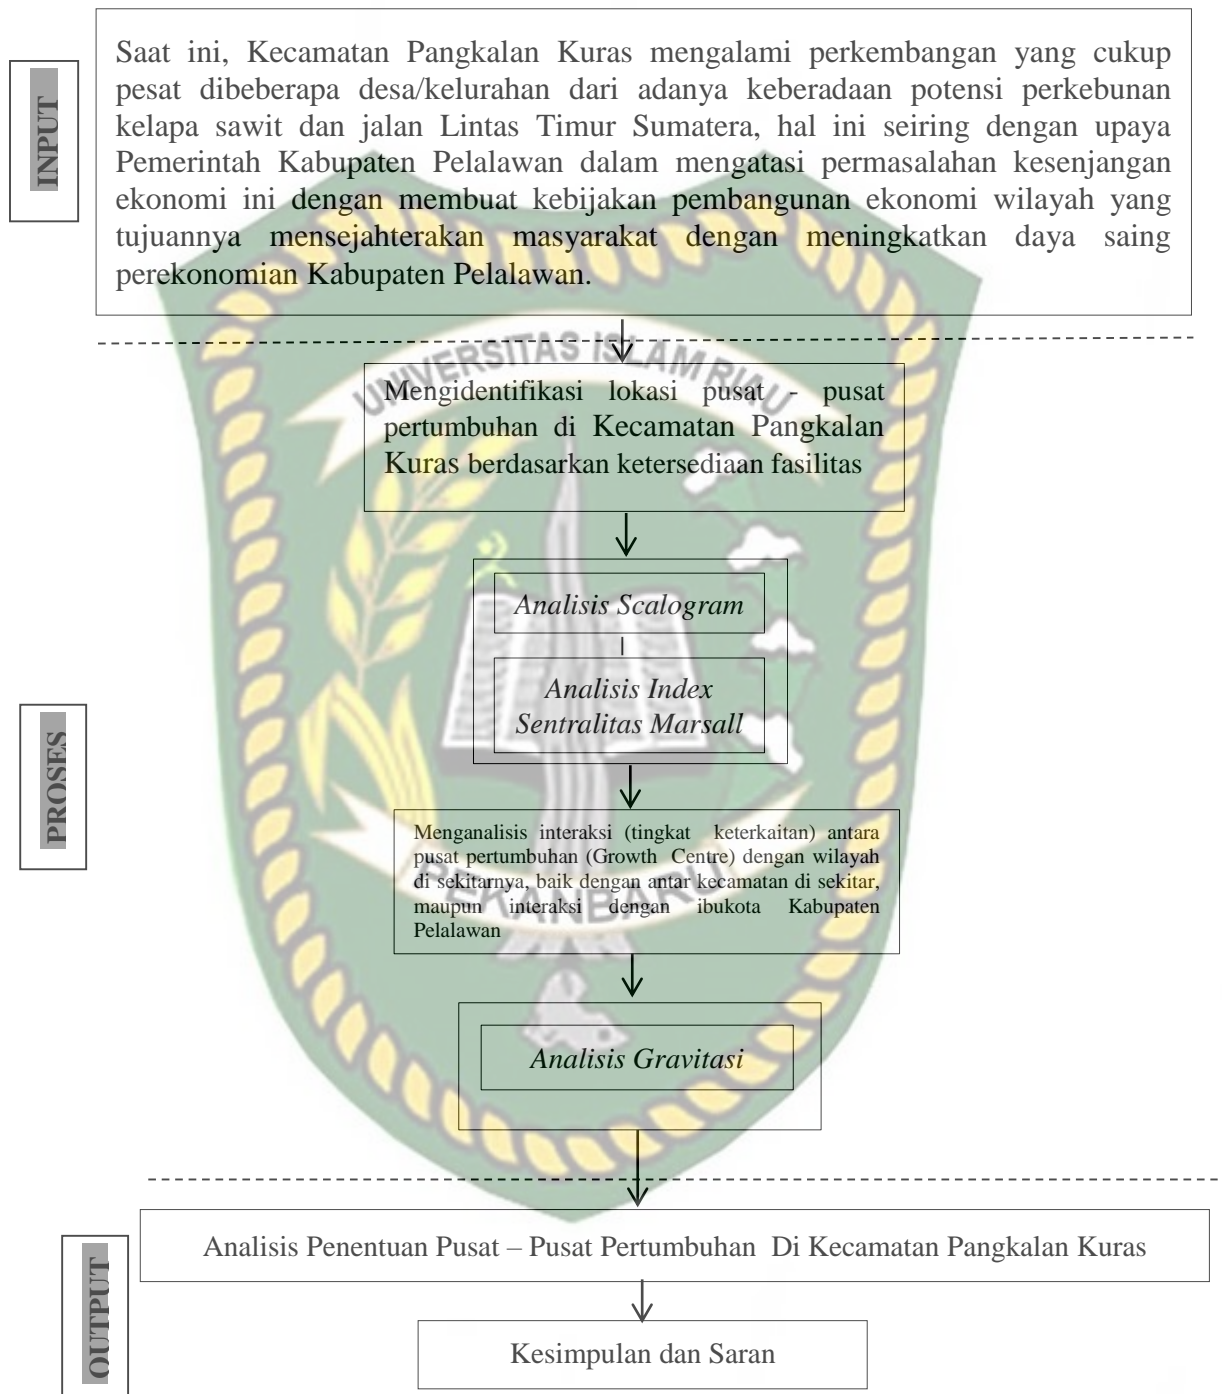 INPUT
Saat ini, Kecamatan Pangkalan Kuras mengalami perkembangan yang cukup
pesat dibeberapa desa/kelurahan dari adanya keberadaan potensi perkebunan
kelapa sawit dan jalan Lintas Timur Sumatera, hal ini seiring dengan upaya
Pemerintah Kabupaten Pelalawan dalam mengatasi permasalahan kesenjangan
ekonomi ini dengan membuat kebijakan pembangunan ekonomi wilayah yang
tujuannya mensejahterakan masyarakat dengan meningkatkan daya saing
perekonomian Kabupaten Pelalawan.
UNIVERSITAS ISLAM RIAU
Mengidentifikasi lokasi pusat - pusat
pertumbuhan di Kecamatan Pangkalan
Kuras berdasarkan ketersediaan fasilitas
PROSES
Analisis Scalogram
Analisis Index
Sentralitas Marsall
Menganalisis interaksi (tingkat keterkaitan) antara
pusat pertumbuhan (Growth Centre) dengan wilayah
di sekitarnya, baik dengan antar kecamatan di sekitar,
maupun interaksi dengan ibukota Kabupaten
Pelalawan
PEKANBARU
Analisis Gravitasi
OUTPUT
Analisis Penentuan Pusat – Pusat Pertumbuhan Di Kecamatan Pangkalan Kuras
Kesimpulan dan Saran